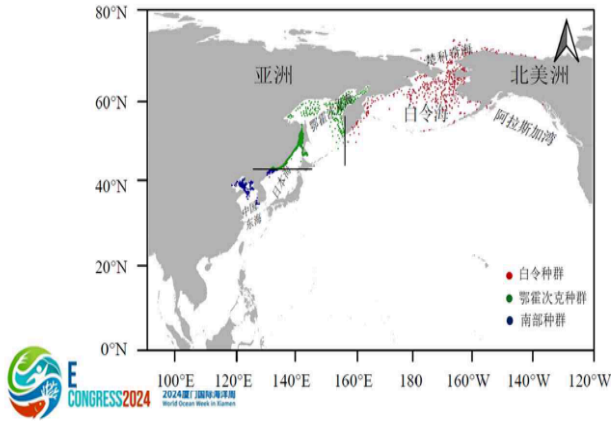 80°N
60°N
40°N
20°N
0°N
亚洲
北美洲
楚科奇海
鄂霍次克海
白令海
阿拉斯加湾
日本海
中国
东海
白令种群
鄂霍次克种群
南部种群
100°E
120°E
140°E
160°E
180
160°W
140°W
120°W
E
CONGRESS2024
2024厦门国际海洋周
World Ocean Week in Xiamen